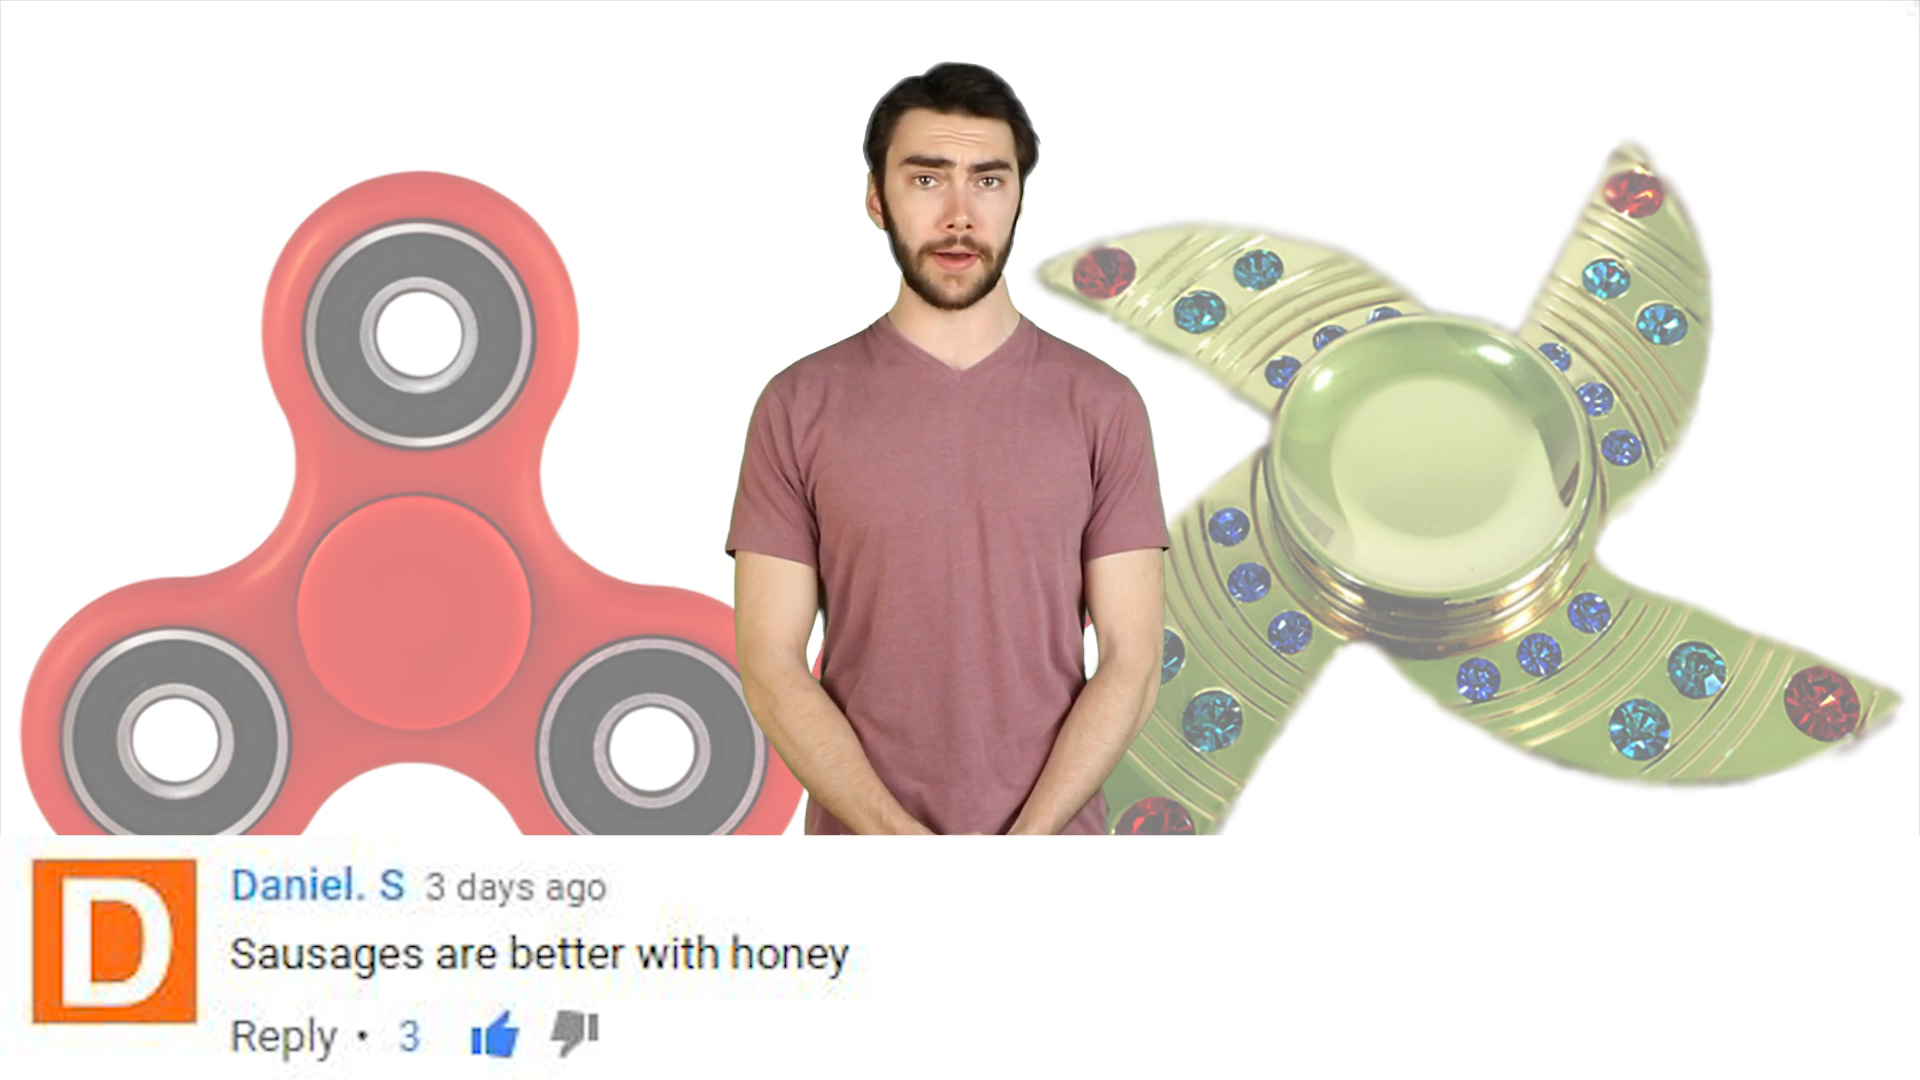 D
Daniel. S 3 days ago
Sausages are better with honey
Reply • 3